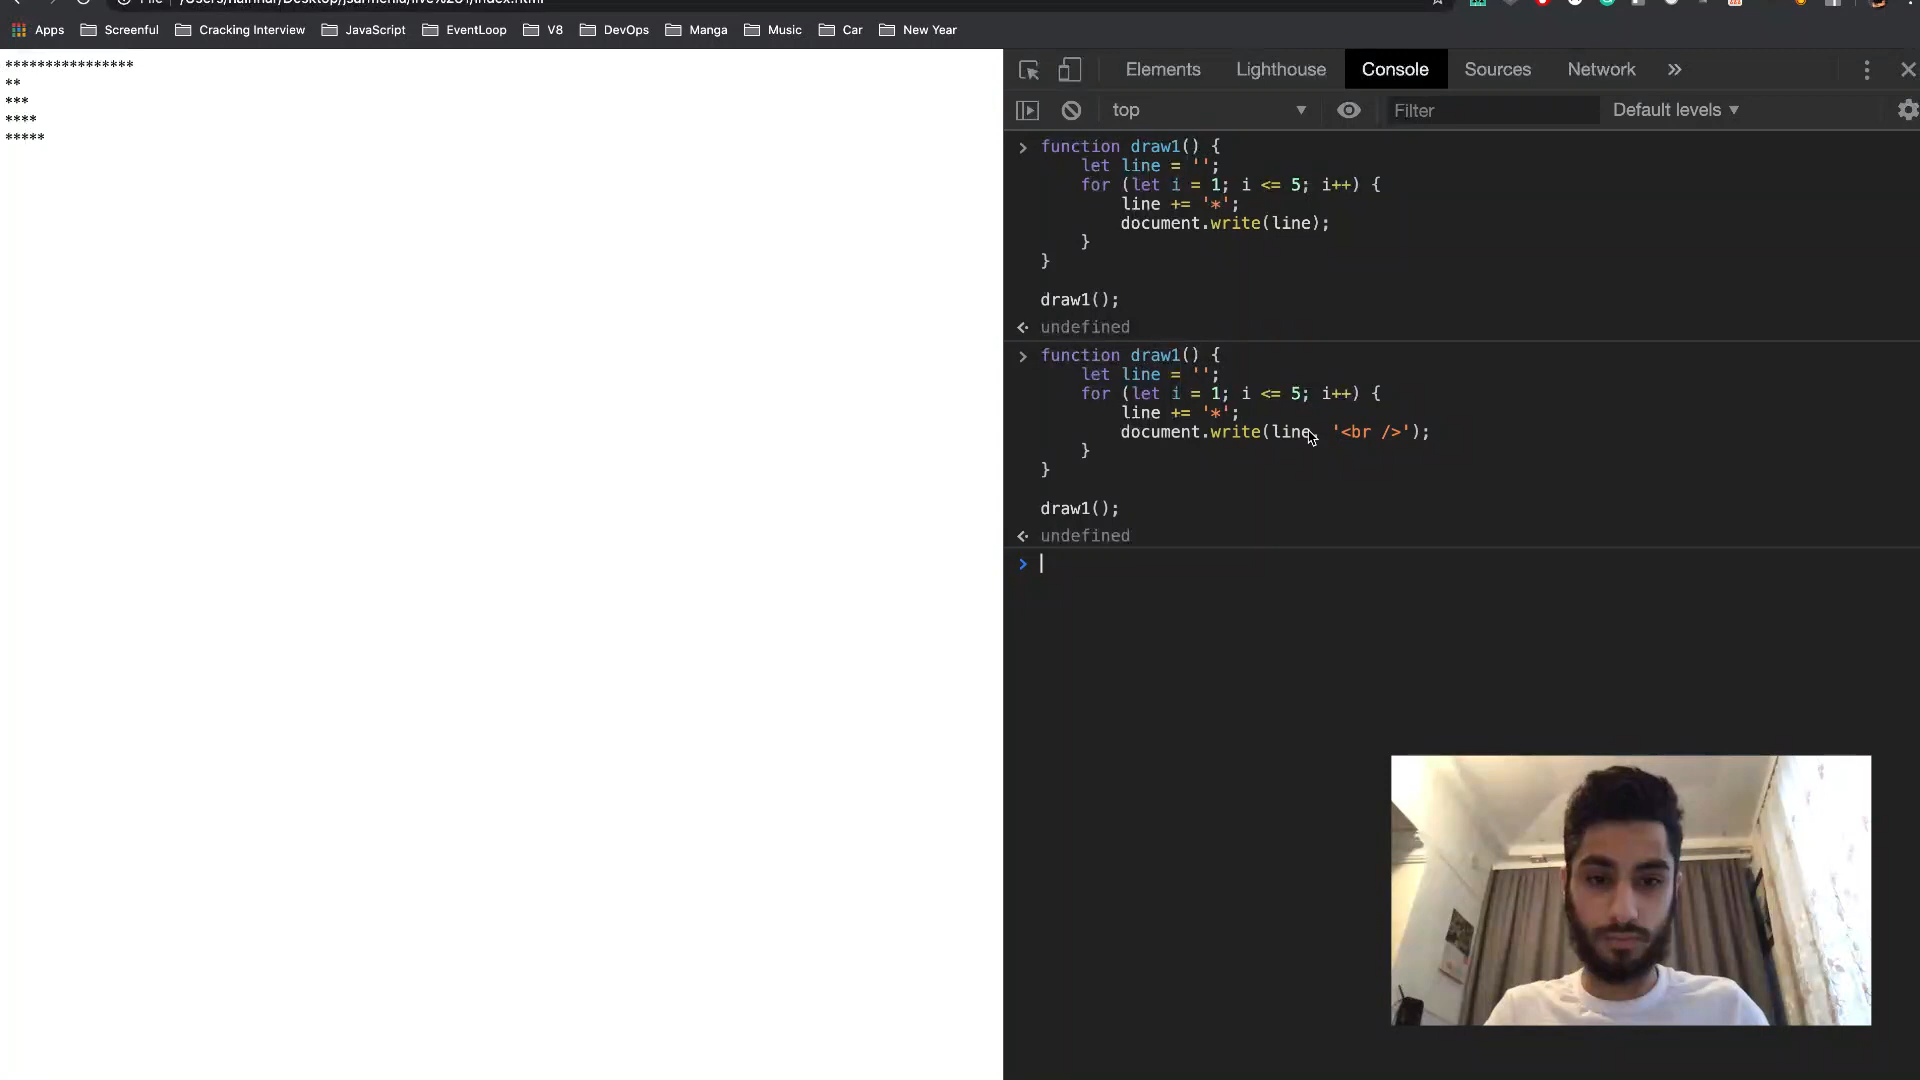 Apps Screenful Cracking Interview JavaScript EventLoop V8 DevOps Manga Music Car New Year
****************
**
***
****
*****
Elements Lighthouse Console Sources Network »
top ▼ Filter Default levels ▼
> function draw1() {
let line = '';
for (let i = 1; i <= 5; i++) {
line += '*';
document.write(line);
}
}
draw1();
undefined
> function draw1() {
let line = '';
for (let i = 1; i <= 5; i++) {
line += '*';
document.write(line, '<br />');
}
}
draw1();
undefined
>